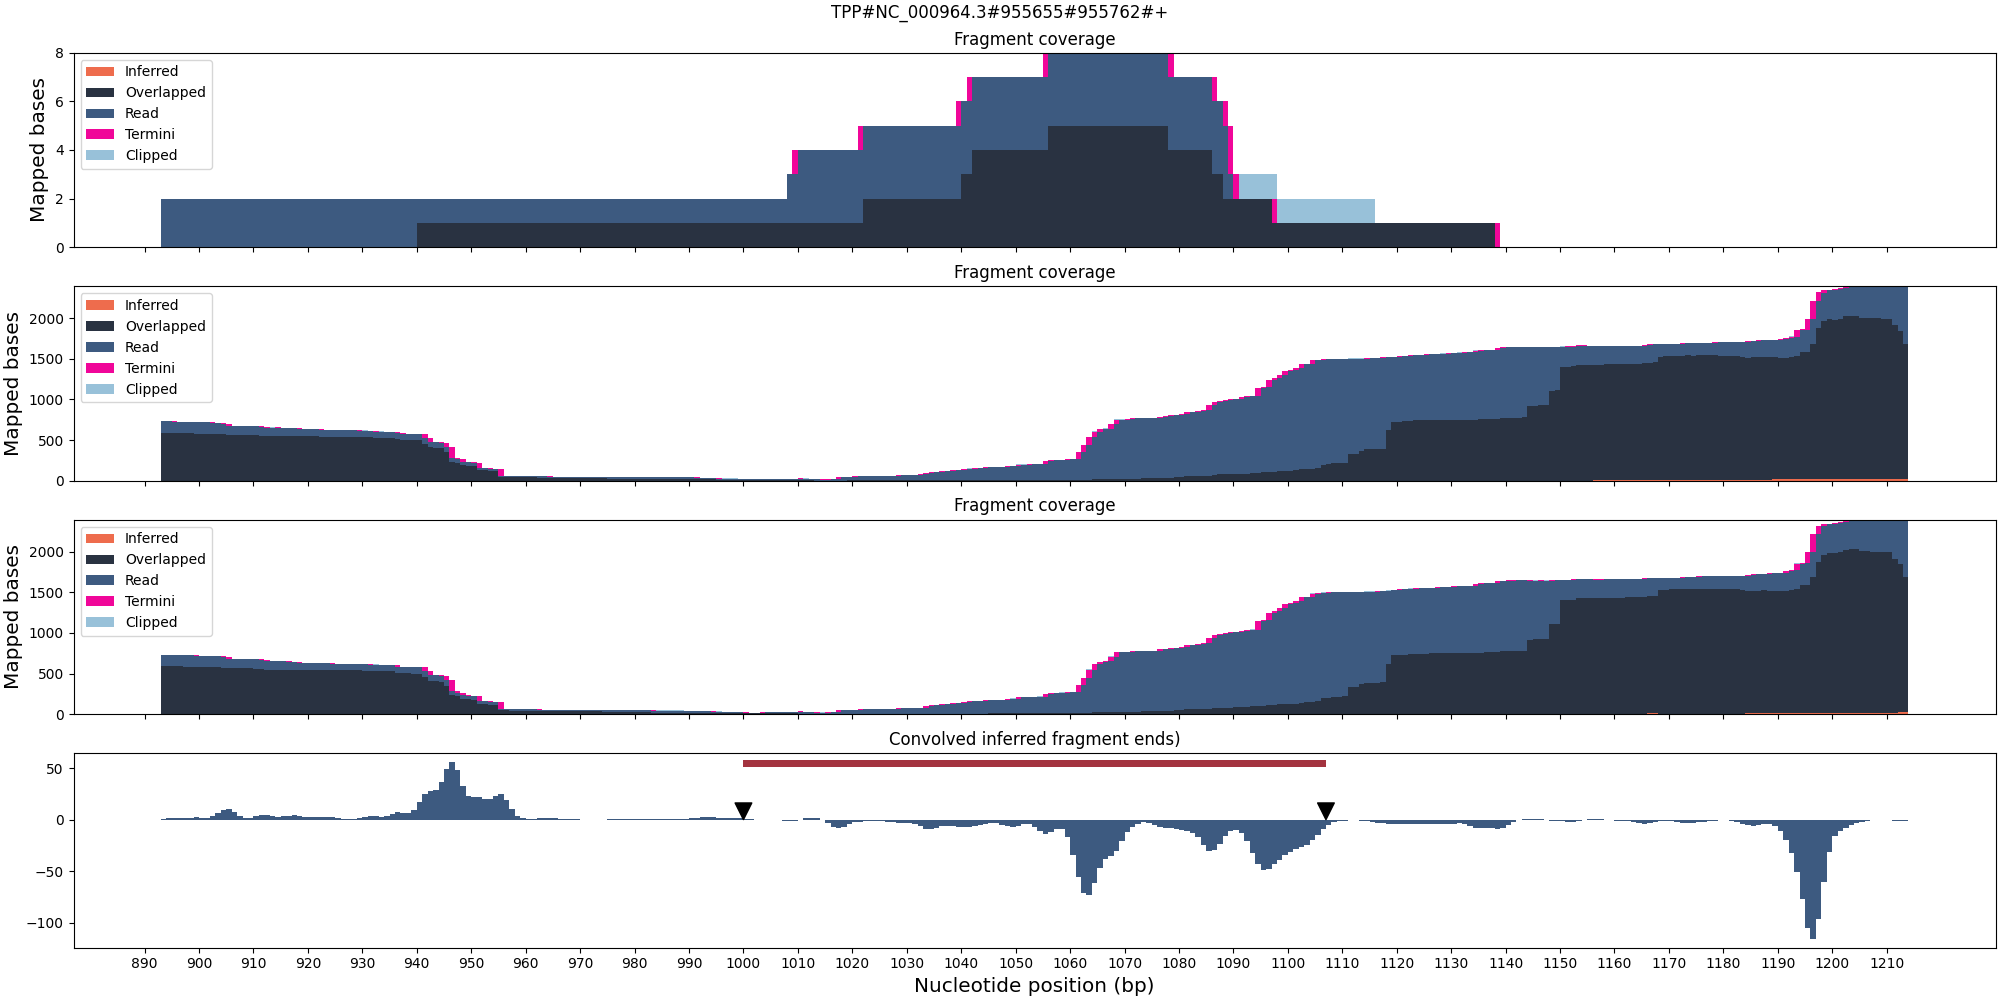 TPP#NC_000964.3#955655#955762#+
Fragment coverage
Mapped bases
8
6
4
2
0
Inferred
Overlapped
Read
Termini
Clipped
Fragment coverage
Mapped bases
2000
1500
1000
500
0
Inferred
Overlapped
Read
Termini
Clipped
Fragment coverage
Mapped bases
2000
1500
1000
500
0
Inferred
Overlapped
Read
Termini
Clipped
Convolved inferred fragment ends)
50
0
−50
−100
890 900 910 920 930 940 950 960 970 980 990 1000 1010 1020 1030 1040 1050 1060 1070 1080 1090 1100 1110 1120 1130 1140 1150 1160 1170 1180 1190 1200 1210
Nucleotide position (bp)